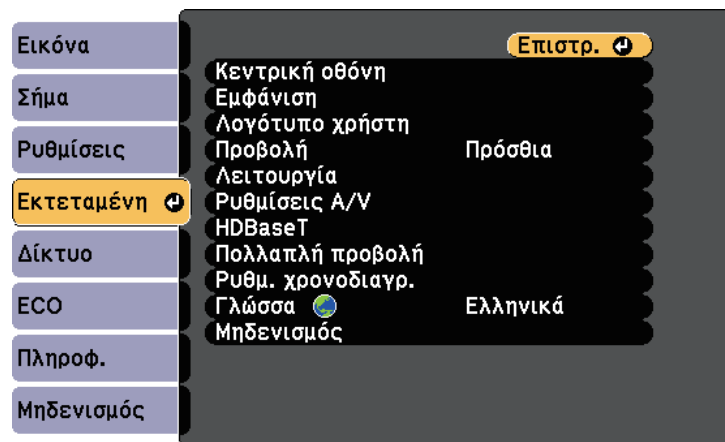 Εικόνα
Σήμα
Ρυθμίσεις
Εκτεταμένη
Δίκτυο
ECO
Πληροφ.
Μηδενισμός
Επιστρ.
Κεντρική οθόνη
Εμφάνιση
Λογότυπο χρήστη
Προβολή Πρόσθια
Λειτουργία
Ρυθμίσεις A/V
HDBaseT
Πολλαπλή προβολή
Ρυθμ. χρονοδιαγρ.
Γλώσσα Ελληνικά
Μηδενισμός